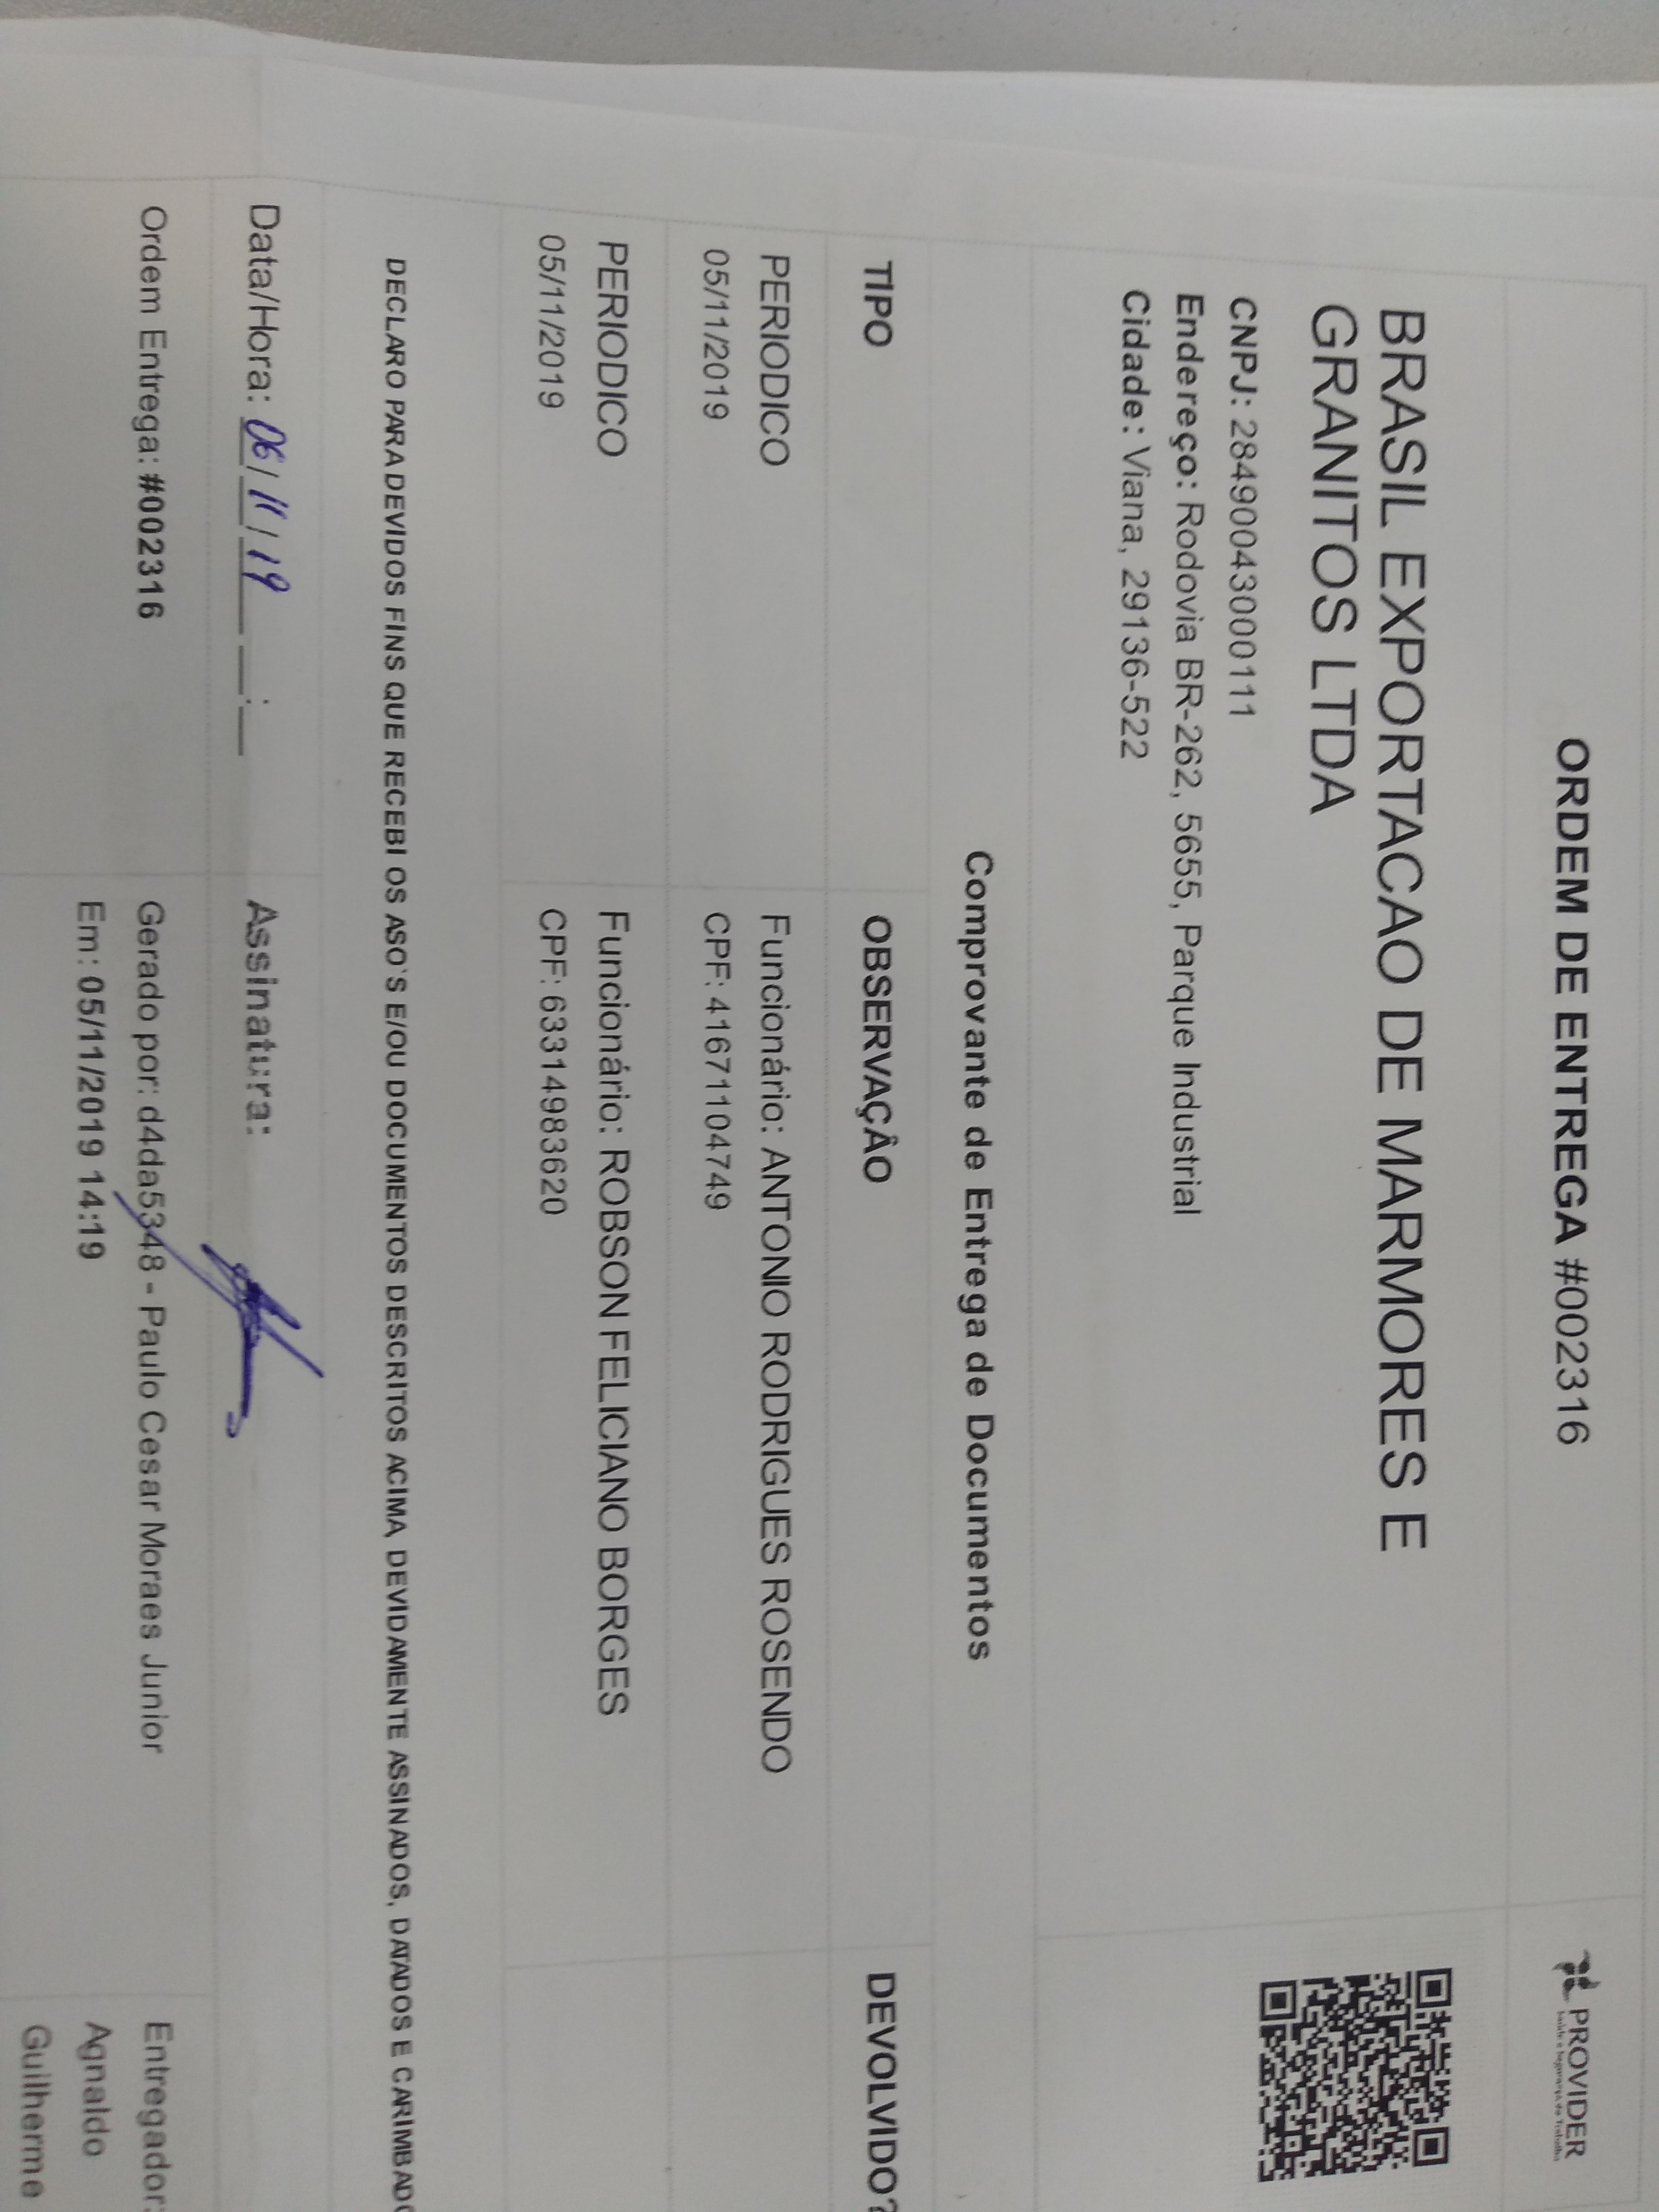 ORDEM DE ENTREGA #002316
PROVIDER
Saúde e Segurança do Trabalho
BRASIL EXPORTACAO DE MARMORES E
GRANITOS LTDA
CNPJ: 28490043000111
Endereço: Rodovia BR-262, 5655, Parque Industrial
Cidade: Viana, 29136-522
Comprovante de Entrega de Documentos
TIPO OBSERVAÇÃO DEVOLVIDO?
PERIODICO Funcionário: ANTONIO RODRIGUES ROSENDO
05/11/2019 CPF: 41671104749
PERIODICO Funcionário: ROBSON FELICIANO BORGES
05/11/2019 CPF: 63314983620
DECLARO PARA DEVIDOS FINS QUE RECEBI OS ASO'S E/OU DOCUMENTOS DESCRITOS ACIMA, DEVIDAMENTE ASSINADOS, DATADOS E CARIMBADO
Data/Hora: 06/11/19 __:__ Assinatura:
Ordem Entrega: #002316 Gerado por: d4da5348 - Paulo Cesar Moraes Junior Entregador:
Em: 05/11/2019 14:19 Agnaldo
Guilherme